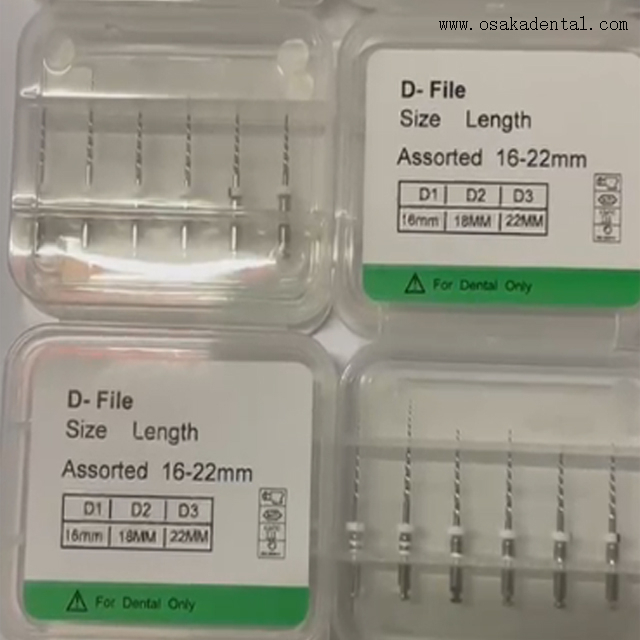 www.osakadental.com
D- File
Size Length
Assorted 16-22mm
D1 D2 D3
16mm 18MM 22MM
For Dental Only
D- File
Size Length
Assorted 16-22mm
D1 D2 D3
16mm 18MM 22MM
For Dental Only